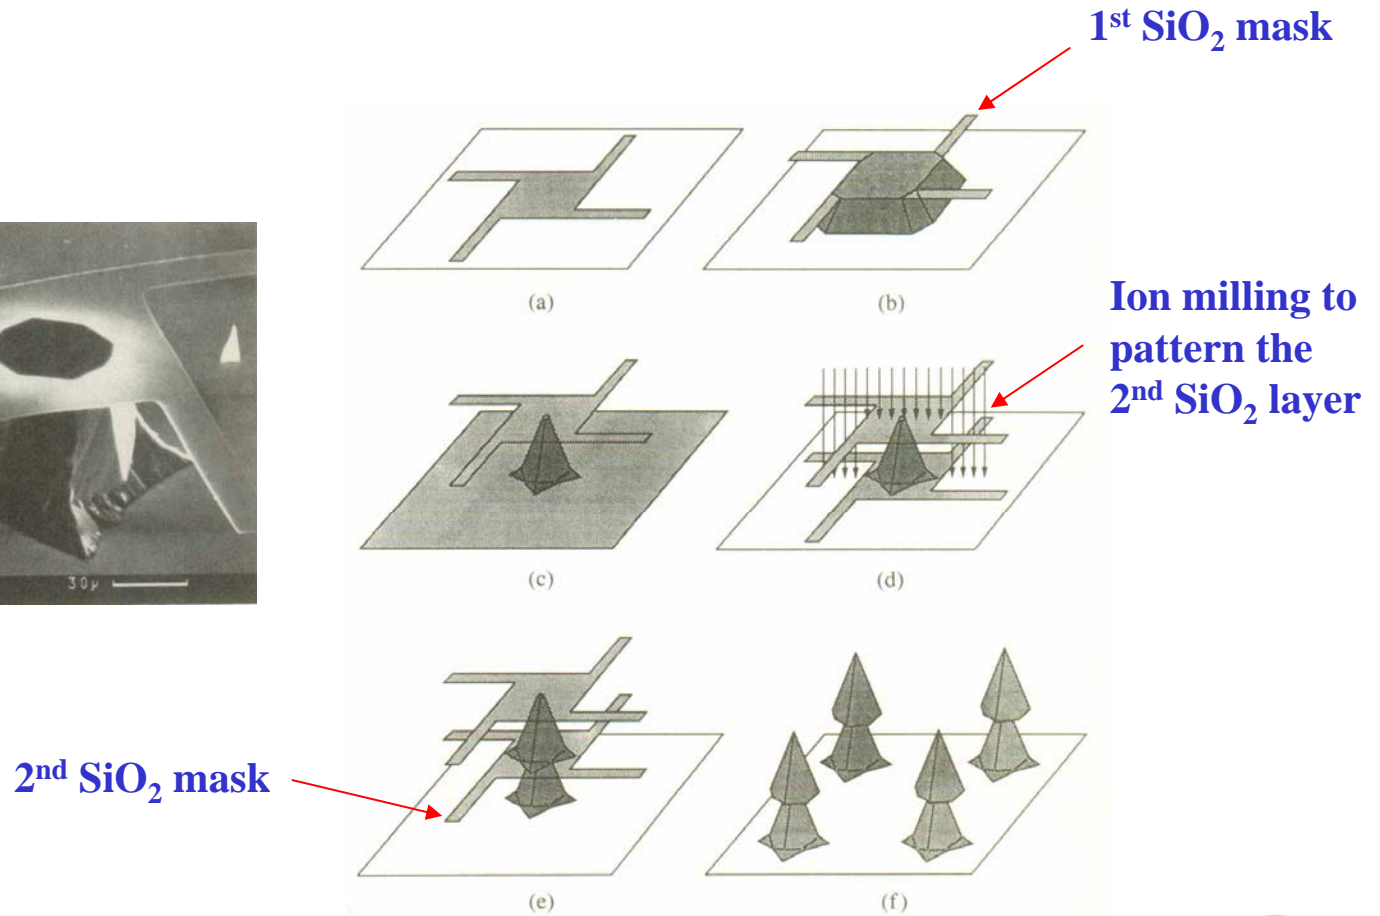 1st SiO2 mask
(a)
(b)
Ion milling to
pattern the
2nd SiO2 layer
30μ
(c)
(d)
2nd SiO2 mask
(e)
(f)